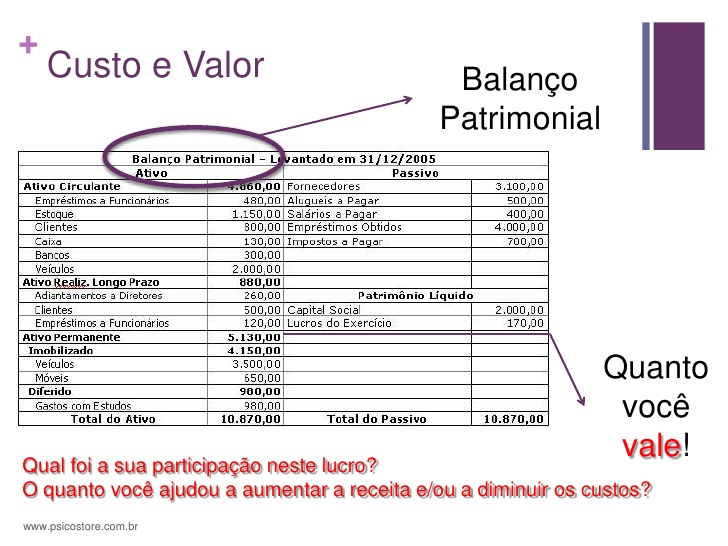 +
Custo e Valor
Balanço
Patrimonial
Balanço Patrimonial – Levantado em 31/12/2005
Ativo Passivo
Ativo Circulante 4.860,00 Fornecedores 3.100,00
Empréstimos a Funcionários 480,00 Alugueis a Pagar 500,00
Estoque 1.150,00 Salários a Pagar 400,00
Clientes 800,00 Empréstimos Obtidos 4.000,00
Caixa 130,00 Impostos a Pagar 700,00
Bancos 300,00
Veículos 2.000,00
Ativo Realiz. Longo Prazo 880,00
Adiantamentos a Diretores 260,00 Patrimônio Líquido
Clientes 500,00 Capital Social 2.000,00
Empréstimos a Funcionários 120,00 Lucros do Exercício 170,00
Ativo Permanente 5.130,00
Imobilizado 4.150,00
Veículos 3.500,00
Móveis 650,00
Diferido 980,00
Gastos com Estudos 980,00
Total do Ativo 10.870,00 Total do Passivo 10.870,00
Quanto
você
vale!
Qual foi a sua participação neste lucro?
O quanto você ajudou a aumentar a receita e/ou a diminuir os custos?
www.psicostore.com.br